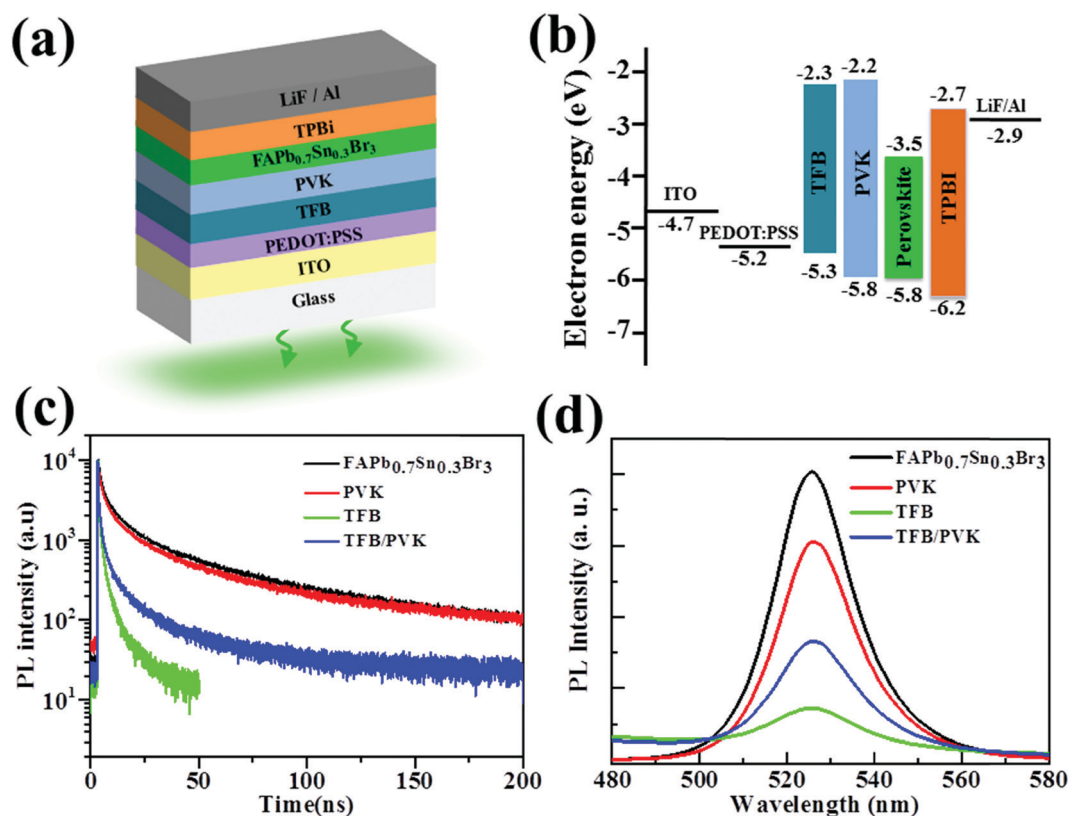 (a)
LiF / Al
TPBi
FAPb0.7Sn0.3Br3
PVK
TFB
PEDOT:PSS
ITO
Glass
(b)
Electron energy (eV)
-2
-3
-4
-5
-6
-7
ITO
-4.7
PEDOT:PSS
-5.2
-2.3
TFB
-5.3
-2.2
PVK
-5.8
-3.5
Perovskite
-5.8
-2.7
TPBI
-6.2
LiF/Al
-2.9
(c)
PL intensity (a.u)
10^4
10^3
10^2
10^1
FAPb0.7Sn0.3Br3
PVK
TFB
TFB/PVK
0 50 100 150 200
Time(ns)
(d)
PL Intensity (a. u.)
FAPb0.7Sn0.3Br3
PVK
TFB
TFB/PVK
480 500 520 540 560 580
Wavelength (nm)